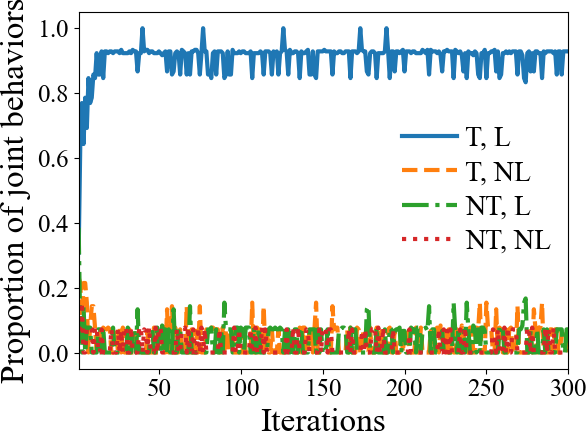 Proportion of joint behaviors
1.0
0.8
0.6
0.4
0.2
0.0
T, L
T, NL
NT, L
NT, NL
50
100
150
200
250
300
Iterations